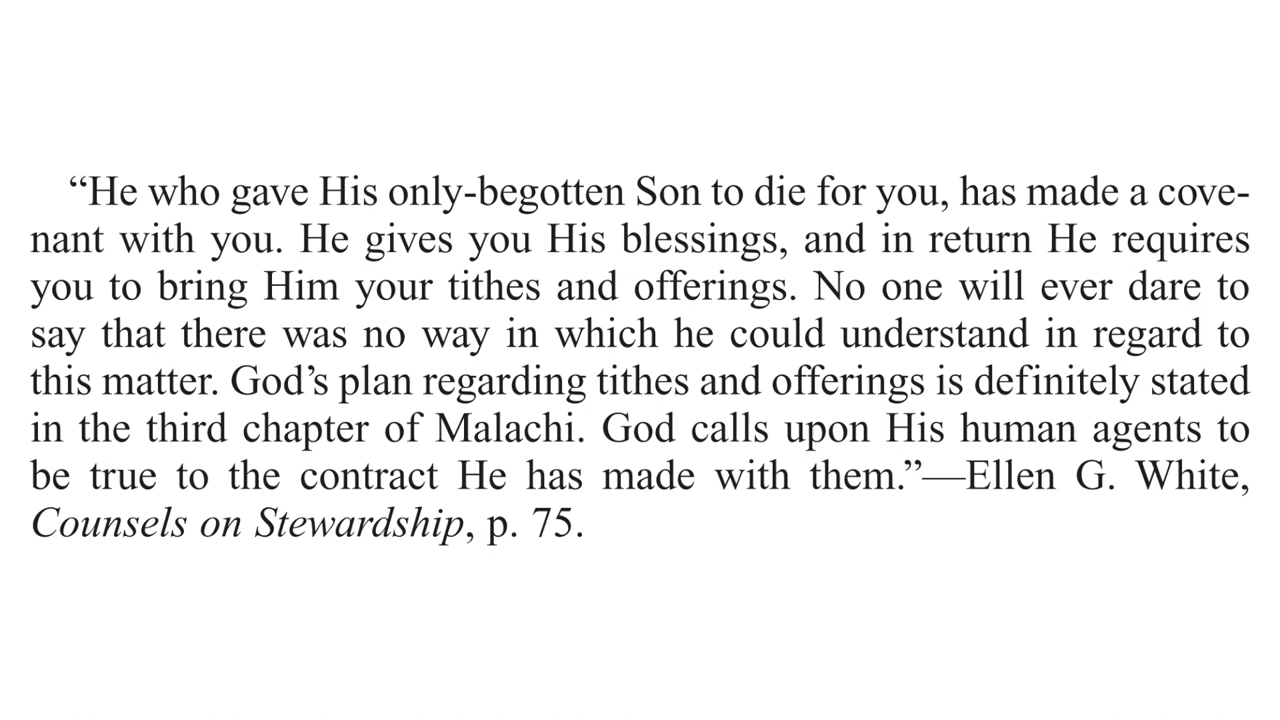 “He who gave His only-begotten Son to die for you, has made a cove-
nant with you. He gives you His blessings, and in return He requires
you to bring Him your tithes and offerings. No one will ever dare to
say that there was no way in which he could understand in regard to
this matter. God’s plan regarding tithes and offerings is definitely stated
in the third chapter of Malachi. God calls upon His human agents to
be true to the contract He has made with them.”—Ellen G. White,
Counsels on Stewardship, p. 75.